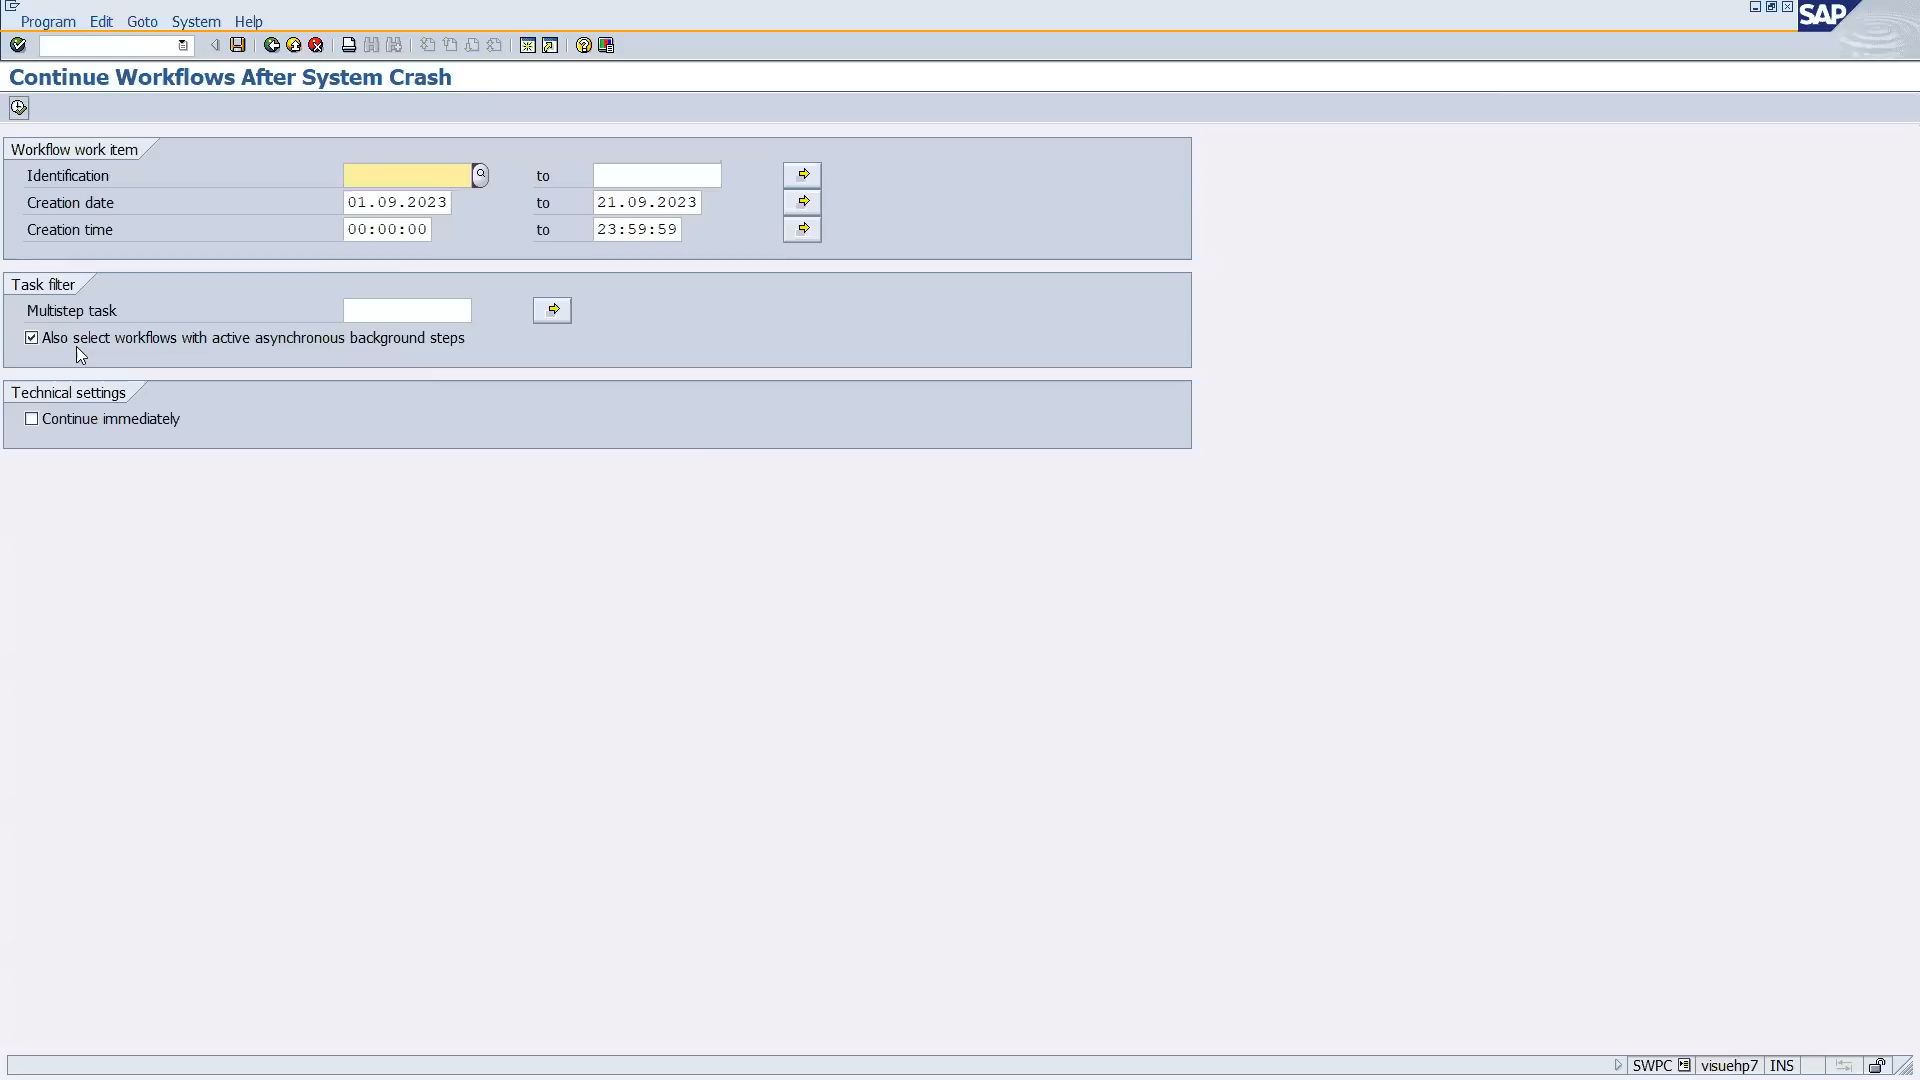 Program Edit Goto System Help
SAP
Continue Workflows After System Crash
Workflow work item
Identification to
Creation date 01.09.2023 to 21.09.2023
Creation time 00:00:00 to 23:59:59
Task filter
Multistep task
Also select workflows with active asynchronous background steps
Technical settings
Continue immediately
SWPC visuehp7 INS